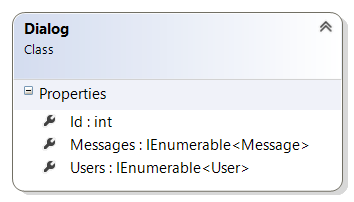 Dialog
Class
Properties
Id : int
Messages : IEnumerable<Message>
Users : IEnumerable<User>